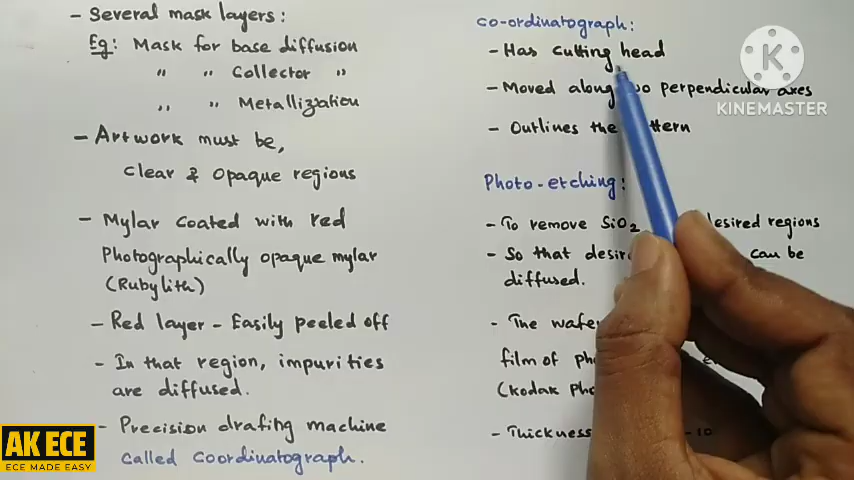 - Several mask layers:
Eg: Mask for base diffusion
" " Collector "
" " Metallization
- Artwork must be,
clear & opaque regions
- Mylar coated with red
Photographically opaque mylar
(Rubylith)
- Red layer - Easily peeled off
- In that region, impurities
are diffused.
- Precision drafing machine
called coordinatograph.
co-ordinatograph:
- Has cutting head
- Moved along perpendicular axes
- Outlines the
Photo-etching:
- To remove SiO2 desired regions
- So that can be
diffused.
- The
film of
(kodak
- Thickness - 10
K
KINEMASTER
AK ECE
ECE MADE EASY